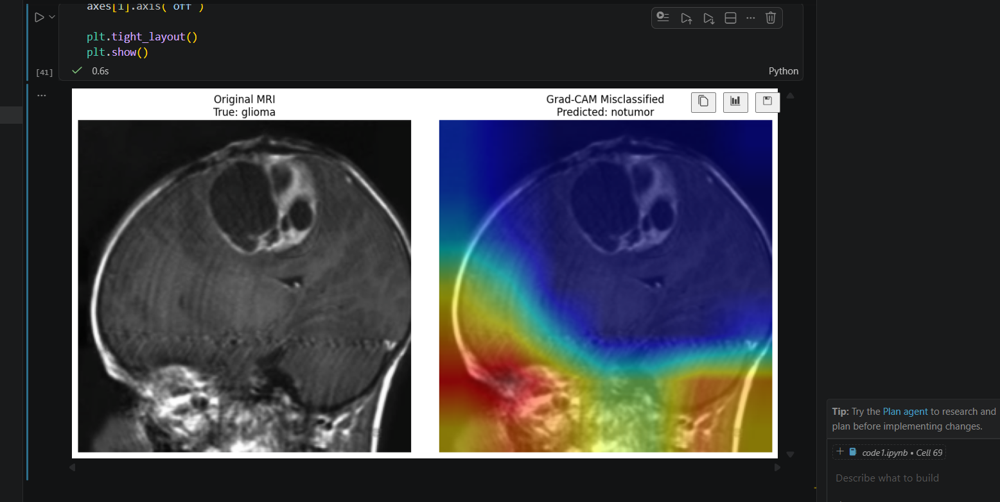 axes[1].axis('off')
plt.tight_layout()
plt.show()
[41]
0.6s
Python
...
Original MRI
True: glioma
Grad-CAM Misclassified
Predicted: notumor
Tip: Try the Plan agent to research and
plan before implementing changes.
+ code1.ipynb • Cell 69
Describe what to build